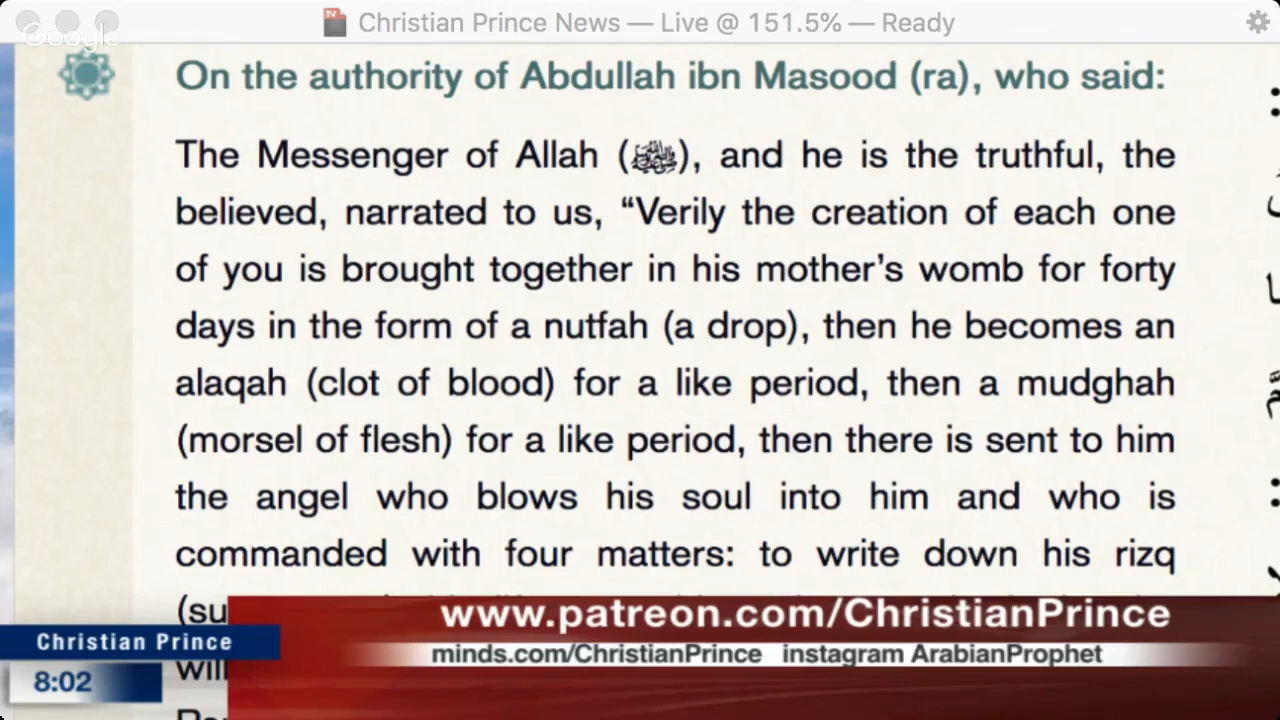 Christian Prince News — Live @ 151.5% — Ready
Google
On the authority of Abdullah ibn Masood (ra), who said:
The Messenger of Allah (ﷺ), and he is the truthful, the
believed, narrated to us, “Verily the creation of each one
of you is brought together in his mother’s womb for forty
days in the form of a nutfah (a drop), then he becomes an
alaqah (clot of blood) for a like period, then a mudghah
(morsel of flesh) for a like period, then there is sent to him
the angel who blows his soul into him and who is
commanded with four matters: to write down his rizq
www.patreon.com/ChristianPrince
Christian Prince
minds.com/ChristianPrince instagram ArabianProphet
8:02